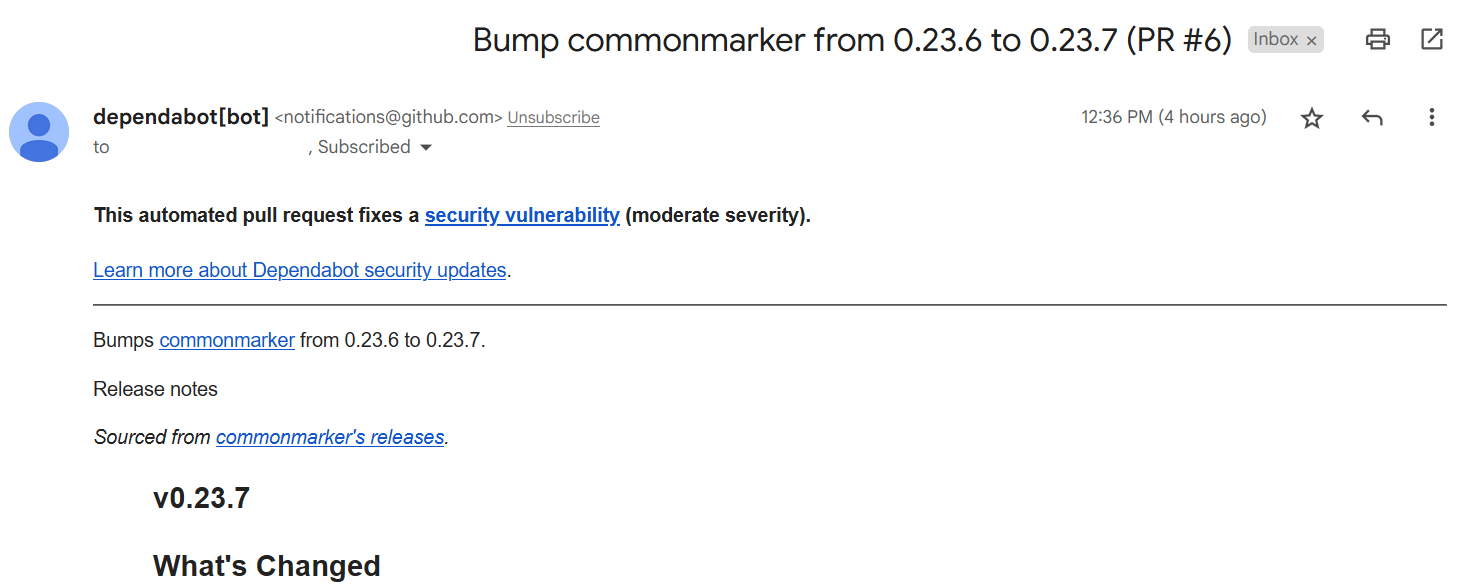 Bump commonmarker from 0.23.6 to 0.23.7 (PR #6) Inbox ×
dependabot[bot] <notifications@github.com> Unsubscribe 12:36 PM (4 hours ago)
to , Subscribed
This automated pull request fixes a security vulnerability (moderate severity).
Learn more about Dependabot security updates.
Bumps commonmarker from 0.23.6 to 0.23.7.
Release notes
Sourced from commonmarker's releases.
v0.23.7
What's Changed